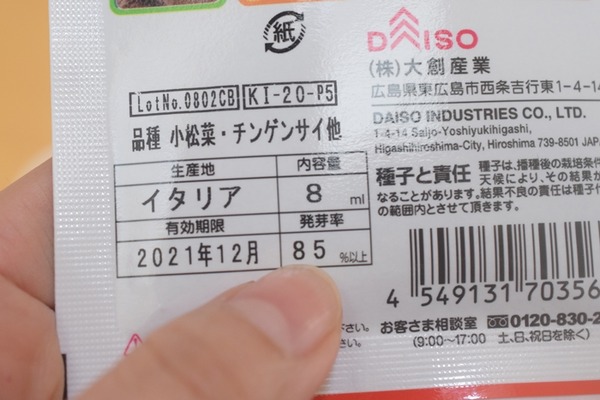 紙
DAISO
(株)大創産業
広島県東広島市西条吉行東1-4-14
DAISO INDUSTRIES CO., LTD.
1-4-14 Saijo-Yoshiyukihigashi,
Higashihiroshima-City, Hiroshima 739-8501 JAPAN
LotNo.0802CB KI-20-P5
品種 小松菜・チンゲンサイ他
生産地 内容量
イタリア 8 ml
有効期限 発芽率
2021年12月 85 %以上
種子と責任 種子は、播種後の栽培条件
天候により、その結果が
なることがあります。結果不良の責任は種子
の範囲内とさせて頂きます。
4 549131 70356
ださい。
お客さま相談室 0120-830-2
(9:00~17:00 土、日、祝日を除く)